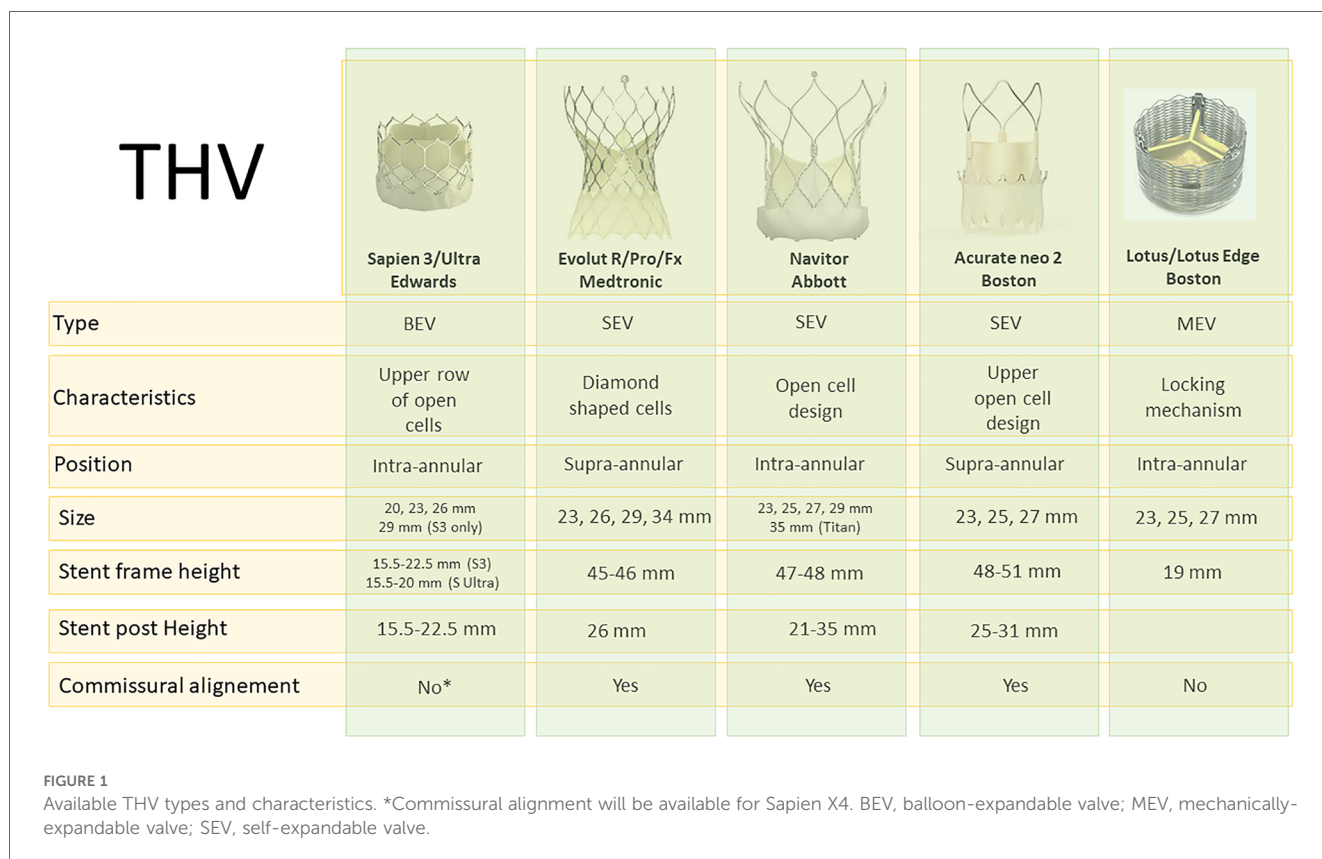 THV
Sapien 3/Ultra
Edwards
Evolut R/Pro/Fx
Medtronic
Navitor
Abbott
Acurate neo 2
Boston
Lotus/Lotus Edge
Boston
Type
BEV
SEV
SEV
SEV
MEV
Characteristics
Upper row
of open
cells
Diamond
shaped cells
Open cell
design
Upper
open cell
design
Locking
mechanism
Position
Intra-annular
Supra-annular
Intra-annular
Supra-annular
Intra-annular
Size
20, 23, 26 mm
29 mm (S3 only)
23, 26, 29, 34 mm
23, 25, 27, 29 mm
35 mm (Titan)
23, 25, 27 mm
23, 25, 27 mm
Stent frame height
15.5-22.5 mm (S3)
15.5-20 mm (S Ultra)
45-46 mm
47-48 mm
48-51 mm
19 mm
Stent post Height
15.5-22.5 mm
26 mm
21-35 mm
25-31 mm
Commissural alignement
No*
Yes
Yes
Yes
No
FIGURE 1
Available THV types and characteristics. *Commissural alignment will be available for Sapien X4. BEV, balloon-expandable valve; MEV, mechanically-
expandable valve; SEV, self-expandable valve.